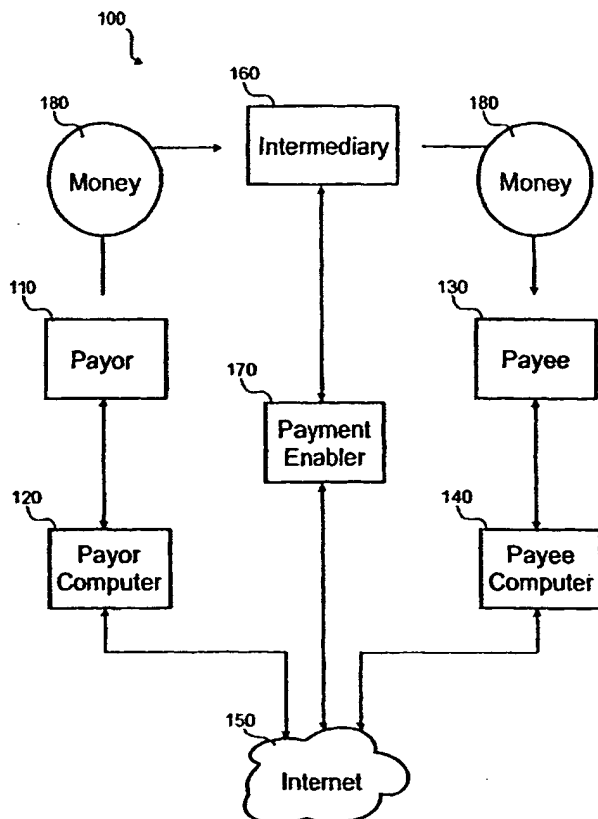 100
160
180
180
Intermediary
Money
Money
110
130
Payor
Payee
170
Payment
Enabler
120
140
Payor
Computer
Payee
Computer
150
Internet